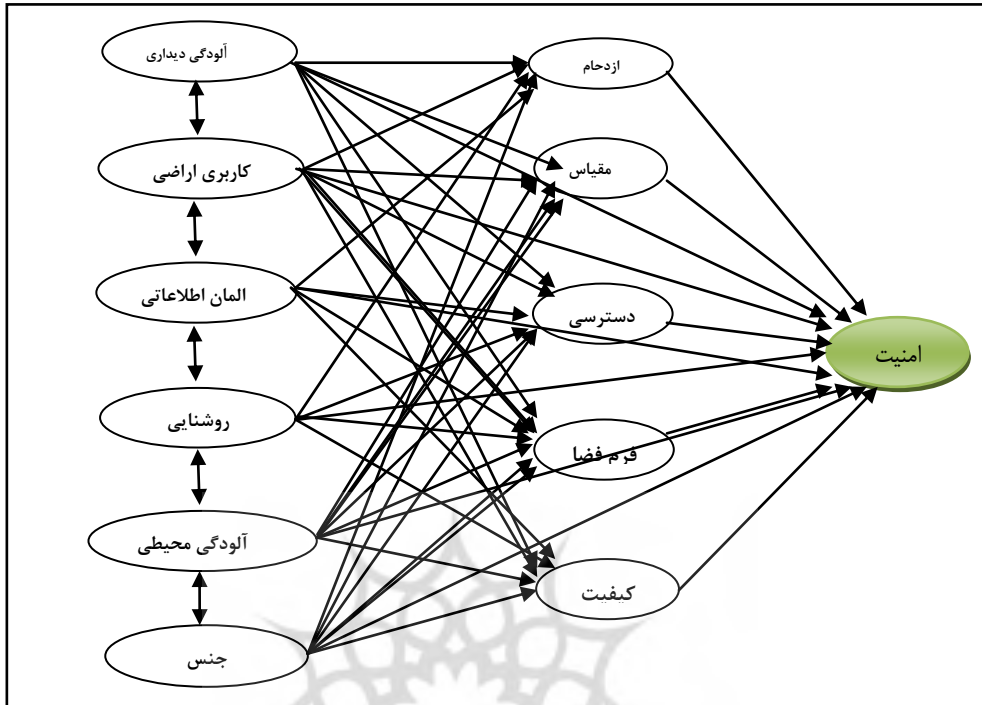 آلودگی دیداری
کاربری اراضی
المان اطلاعاتی
روشنایی
آلودگی محیطی
جنس
ازدحام
مقیاس
دسترسی
فرم فضا
کیفیت
امنیت